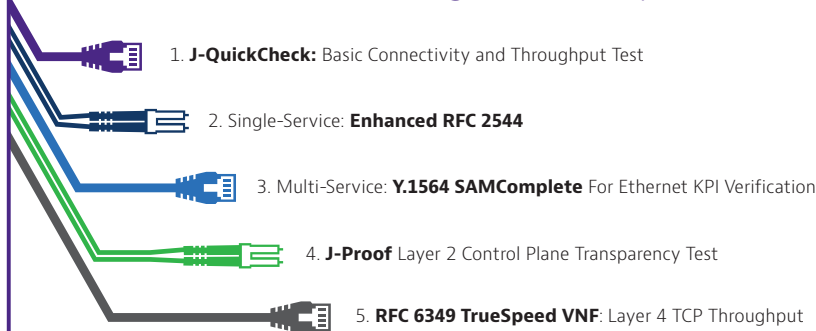 1. J-QuickCheck: Basic Connectivity and Throughput Test
2. Single-Service: Enhanced RFC 2544
3. Multi-Service: Y.1564 SAMComplete For Ethernet KPI Verification
4. J-Proof Layer 2 Control Plane Transparency Test
5. RFC 6349 TrueSpeed VNF: Layer 4 TCP Throughput